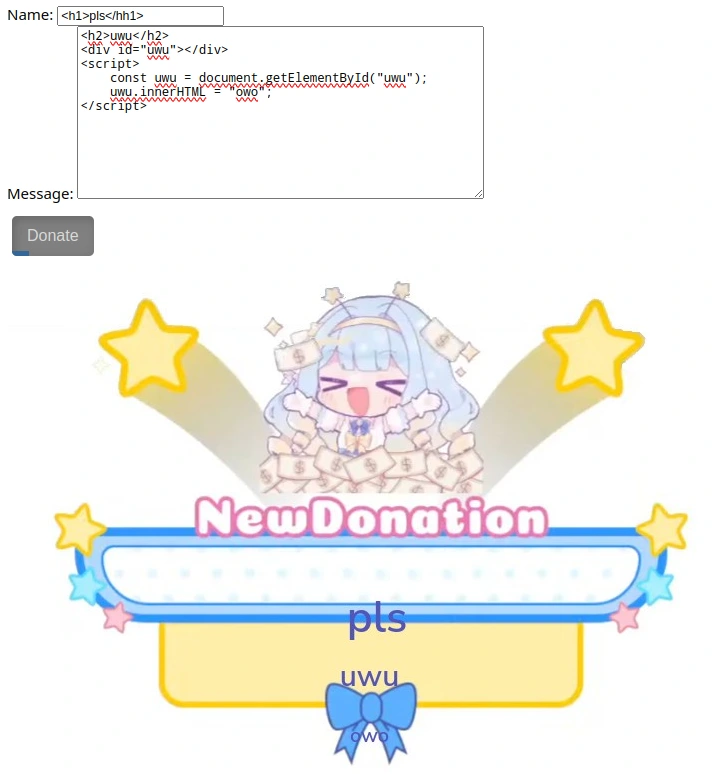 Name: <h1>pls</hh1>
<h2>uwu</h2>
<div id="uwu"></div>
<script>
    const uwu = document.getElementById("uwu");
    uwu.innerHTML = "owo";
</script>
Message:
Donate
$ $
$ $ $ $ $
NewDonation
pls
uwu
owo